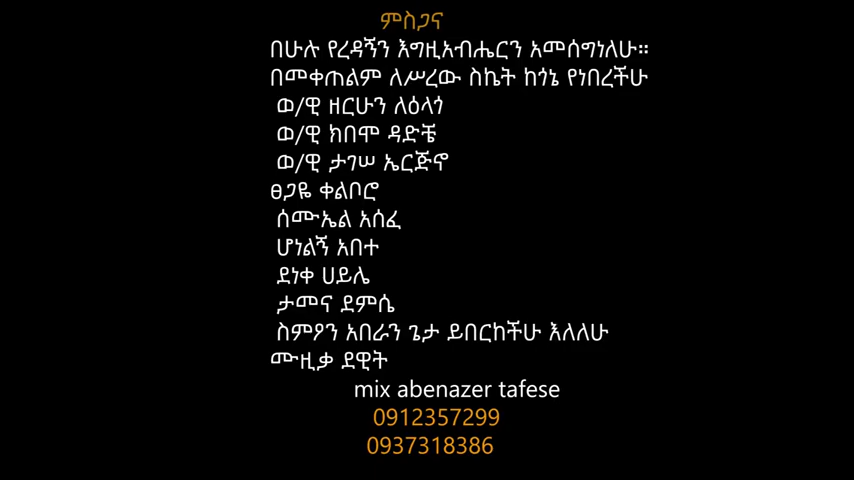 ምስጋና
በሁሉ የረዳኝን እግዚአብሔርን አመሰግነለሁ።
በመቀጠልም ለሥረው ስኬት ከጎኔ የነበረችሁ
ወ/ዊ ዘርሁን ለዕላጎ
ወ/ዊ ክበሞ ዳድቼ
ወ/ዊ ታገሠ ኤርጅኖ
ፀጋዬ ቀልቦሮ
ሰሙኤል አሰፈ
ሆነልኝ አበተ
ደነቀ ሀይሌ
ታመና ደምሴ
ስምዖን አበራን ጌታ ይበርከችሁ እለለሁ
ሙዚቃ ደዊት
mix abenazer tafese
0912357299
0937318386